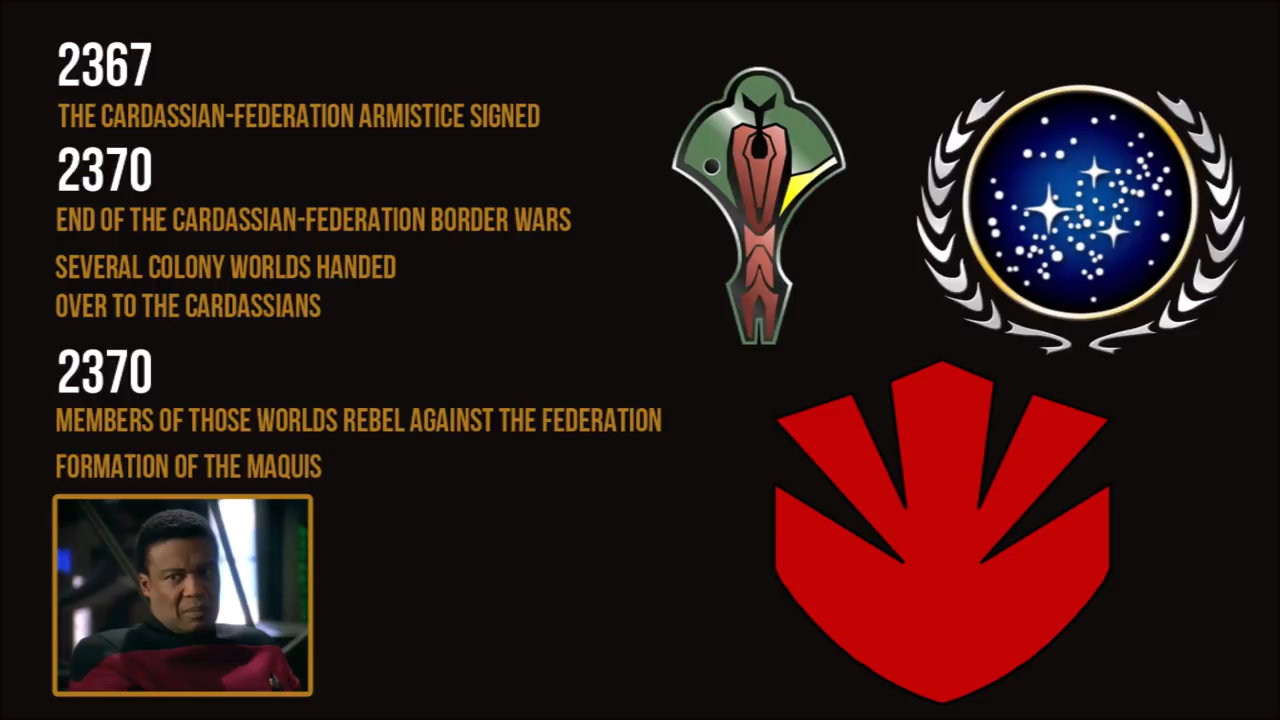 2367
THE CARDASSIAN-FEDERATION ARMISTICE SIGNED
2370
END OF THE CARDASSIAN-FEDERATION BORDER WARS
SEVERAL COLONY WORLDS HANDED
OVER TO THE CARDASSIANS
2370
MEMBERS OF THOSE WORLDS REBEL AGAINST THE FEDERATION
FORMATION OF THE MAQUIS